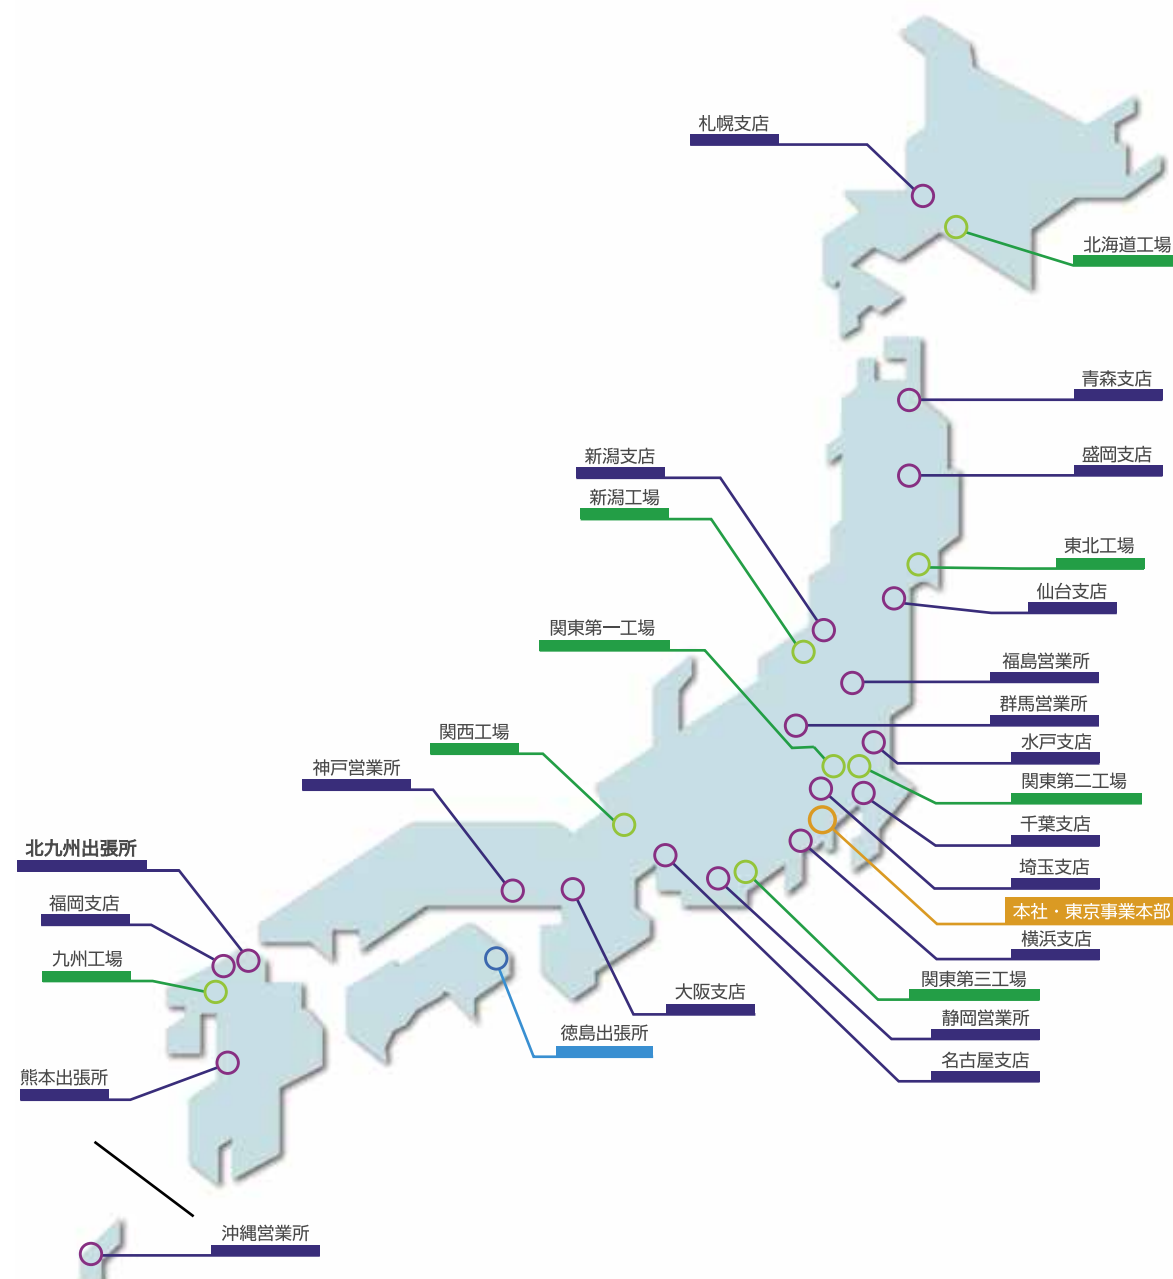 札幌支店
北海道工場
青森支店
新潟支店
盛岡支店
新潟工場
東北工場
仙台支店
関東第一工場
福島営業所
群馬営業所
関西工場
水戸支店
神戸営業所
関東第二工場
千葉支店
北九州出張所
埼玉支店
福岡支店
本社・東京事業本部
横浜支店
九州工場
関東第三工場
大阪支店
静岡営業所
徳島出張所
名古屋支店
熊本出張所
沖縄営業所